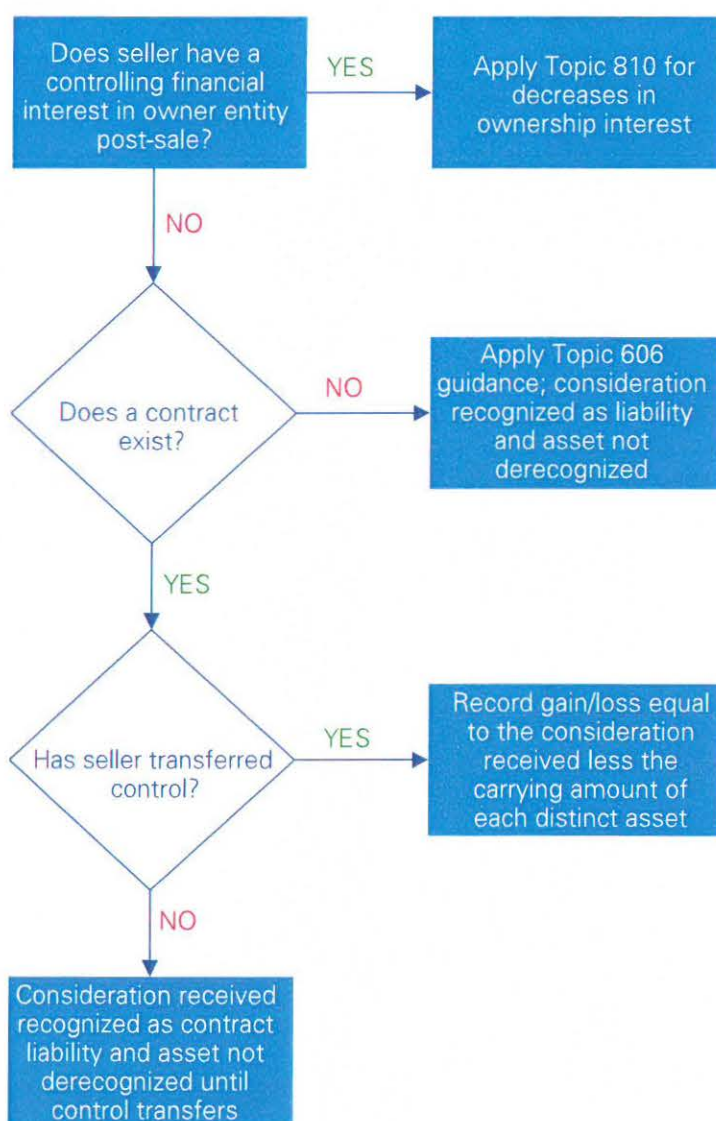 Does seller have a
controlling financial
interest in owner entity
post-sale?
YES
Apply Topic 810 for
decreases in
ownership interest
NO
Does a contract
exist?
NO
Apply Topic 606
guidance; consideration
recognized as liability
and asset not
derecognized
YES
Has seller transferred
control?
YES
Record gain/loss equal
to the consideration
received less the
carrying amount of
each distinct asset
NO
Consideration received
recognized as contract
liability and asset not
derecognized until
control transfers